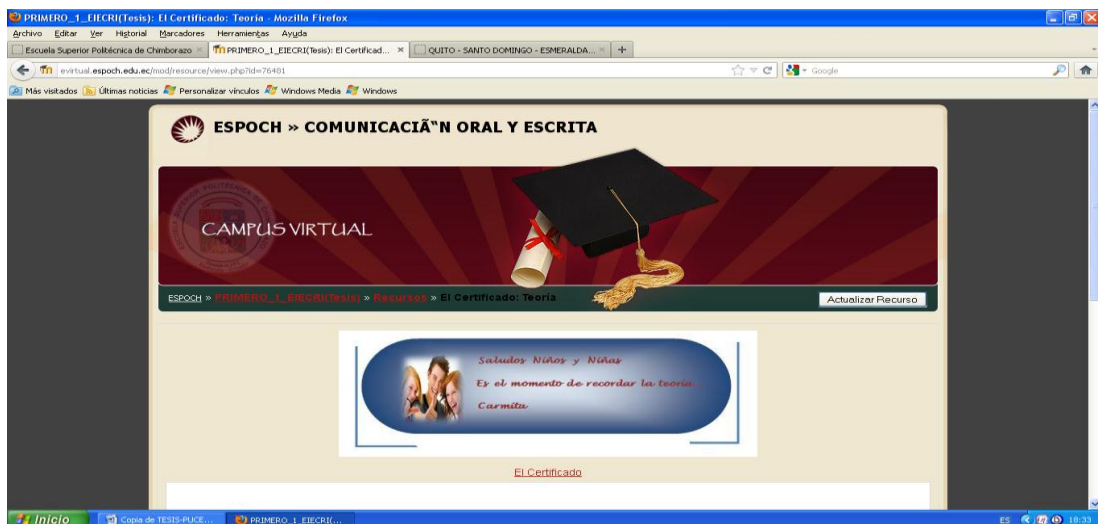 PRIMERO_1_EIECRI(Tesis): El Certificado: Teoría - Mozilla Firefox
Archivo Editar Ver Historial Marcadores Herramientas Ayuda
Escuela Superior Politécnica de Chimborazo PRIMERO_1_EIECRI(Tesis): El Certificad... QUITO - SANTO DOMINGO - ESMERALDA...
evirtual.espoch.edu.ec/mod/resource/view.php?id=76481 Google
Más visitados Últimas noticias Personalizar vínculos Windows Media Windows
ESPOCH » COMUNICACIÃ“N ORAL Y ESCRITA
CAMPUS VIRTUAL
ESPOCH » PRIMERO_1_EIECRI(Tesis) » Recursos » El Certificado: Teoría Actualizar Recurso
Saludos Niños y Niñas
Es el momento de recordar la teoría.
Carmita
El Certificado
Inicio Copia de TESIS-PUCE... PRIMERO_1_EIECRI(... ES 18:33